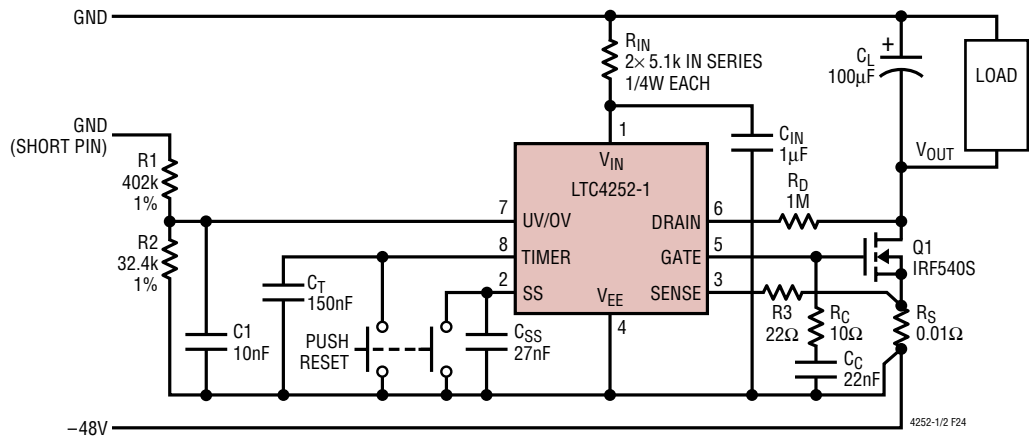 GND
R_IN
2× 5.1k IN SERIES
1/4W EACH
C_L
100µF
+
LOAD
GND
(SHORT PIN)
R1
402k
1%
R2
32.4k
1%
1
C_IN
1µF
V_IN
LTC4252-1
V_OUT
R_D
1M
7
UV/OV
DRAIN
6
8
TIMER
GATE
5
Q1
IRF540S
2
SS
V_EE
SENSE
3
4
C_T
150nF
C1
10nF
PUSH
RESET
C_SS
27nF
R3
22Ω
R_C
10Ω
C_C
22nF
R_S
0.01Ω
−48V
4252-1/2 F24